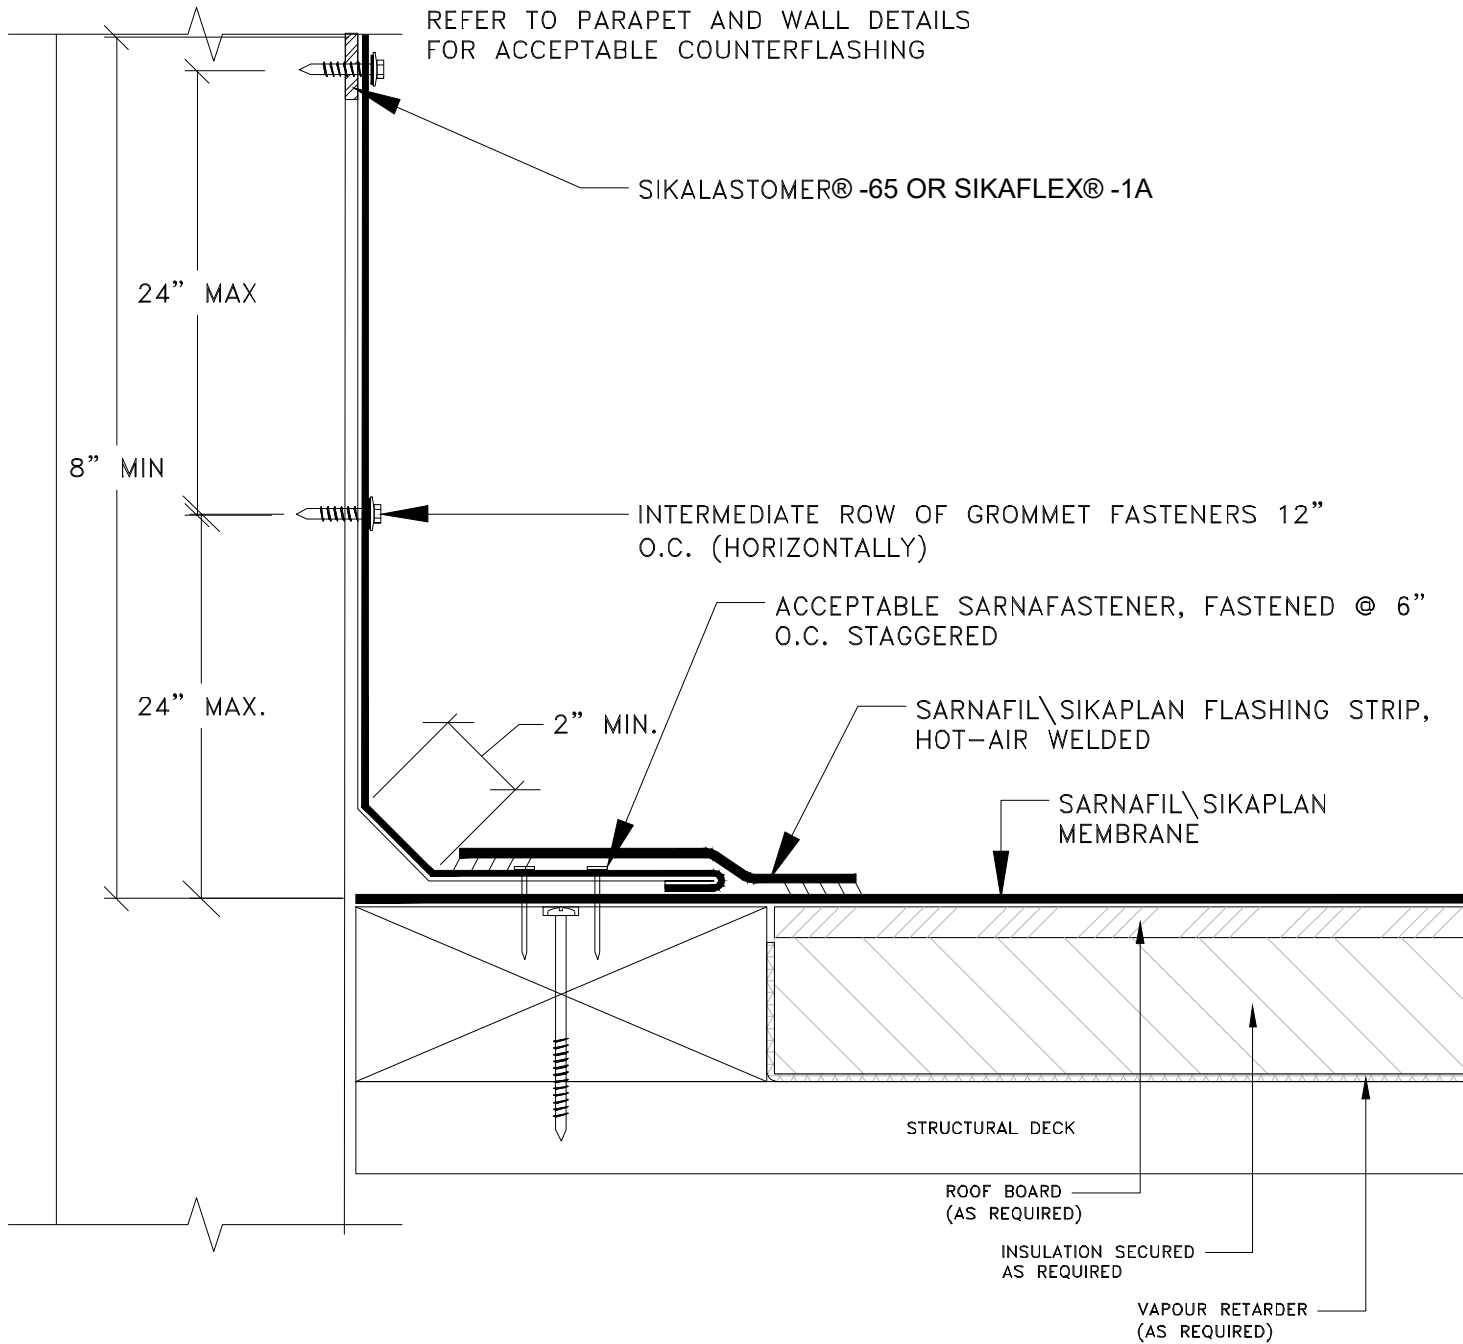 REFER TO PARAPET AND WALL DETAILS
FOR ACCEPTABLE COUNTERFLASHING
SIKALASTOMER® -65 OR SIKAFLEX® -1A
24” MAX
8” MIN
INTERMEDIATE ROW OF GROMMET FASTENERS 12”
O.C. (HORIZONTALLY)
ACCEPTABLE SARNAFASTENER, FASTENED @ 6”
O.C. STAGGERED
24” MAX.
2” MIN.
SARNAFIL\SIKAPLAN FLASHING STRIP,
HOT-AIR WELDED
SARNAFIL\SIKAPLAN
MEMBRANE
STRUCTURAL DECK
ROOF BOARD
(AS REQUIRED)
INSULATION SECURED
AS REQUIRED
VAPOUR RETARDER
(AS REQUIRED)